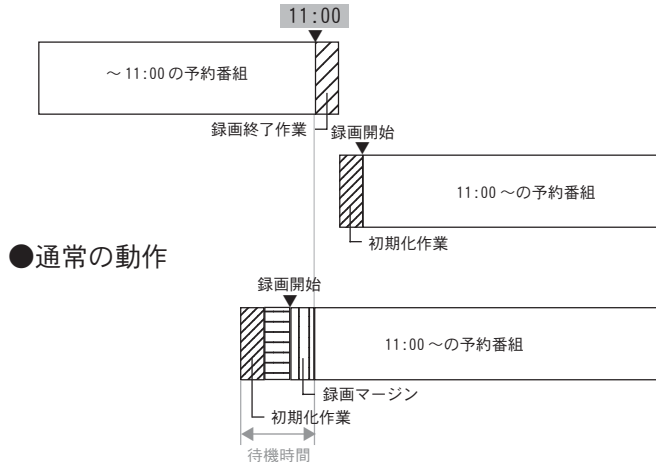 11:00
～11:00の予約番組
録画終了作業
録画開始
11:00～の予約番組
初期化作業
●通常の動作
録画開始
11:00～の予約番組
録画マージン
初期化作業
待機時間